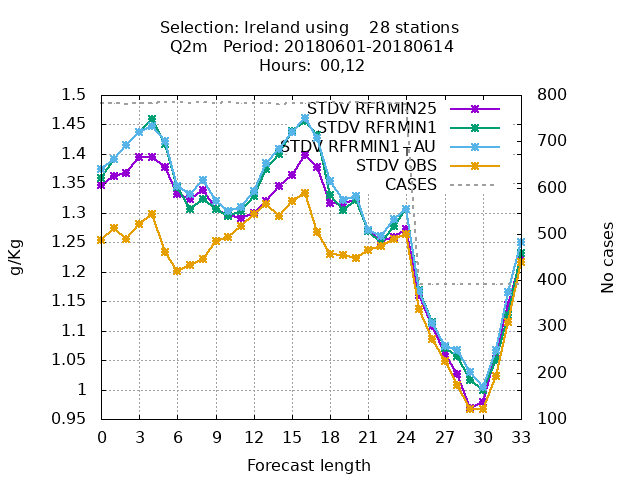 Selection: Ireland using    28 stations
Q2m   Period: 20180601-20180614
Hours:  00,12
1.5
1.45
1.4
1.35
1.3
1.25
1.2
1.15
1.1
1.05
1
0.95
g/Kg
STDV RFRMIN25
STDV RFRMIN1
STDV RFRMIN1+AU
STDV OBS
CASES
800
700
600
500
400
300
200
100
No cases
0 3 6 9 12 15 18 21 24 27 30 33
Forecast length